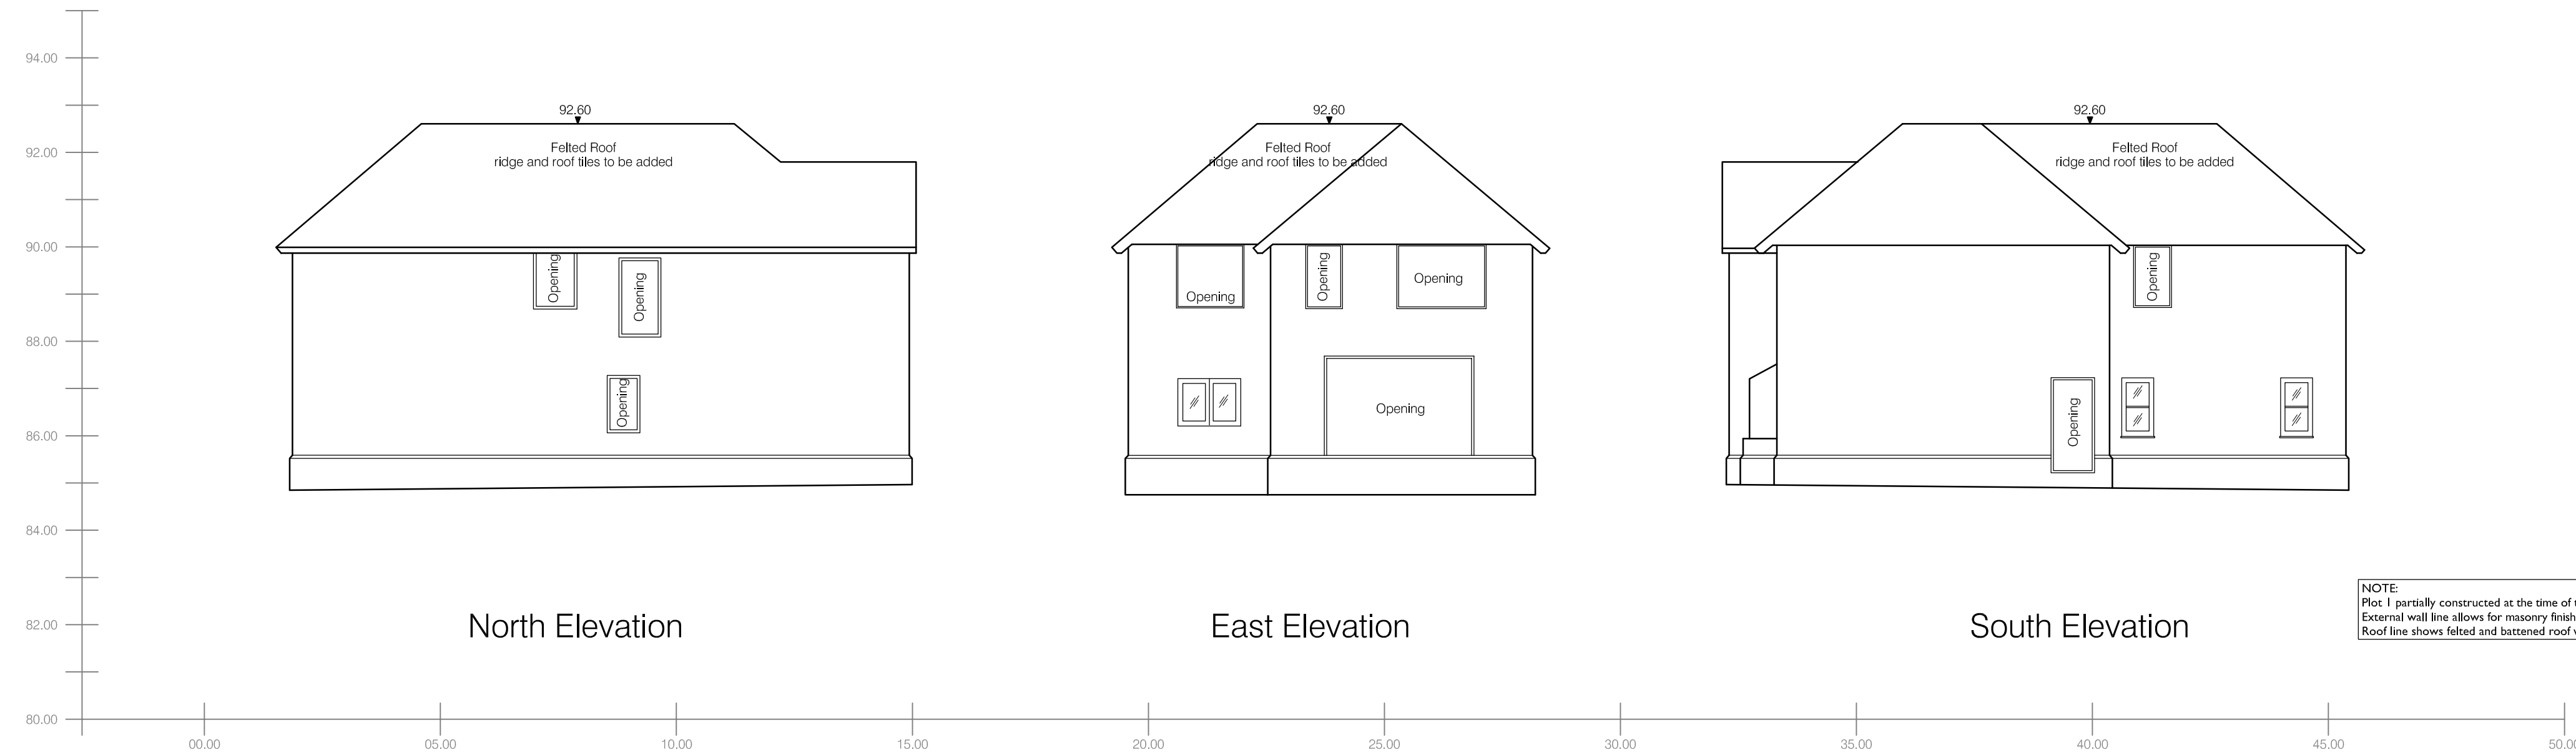 94.00
92.00
90.00
88.00
86.00
84.00
82.00
80.00
92.60
Felted Roof
ridge and roof tiles to be added
Opening
Opening
Opening
North Elevation
92.60
Felted Roof
ridge and roof tiles to be added
Opening
Opening
Opening
Opening
East Elevation
92.60
Felted Roof
ridge and roof tiles to be added
Opening
Opening
South Elevation
NOTE:
Plot 1 partially constructed at the time of
External wall line allows for masonry finish
Roof line shows felted and battened roof
00.00
05.00
10.00
15.00
20.00
25.00
30.00
35.00
40.00
45.00